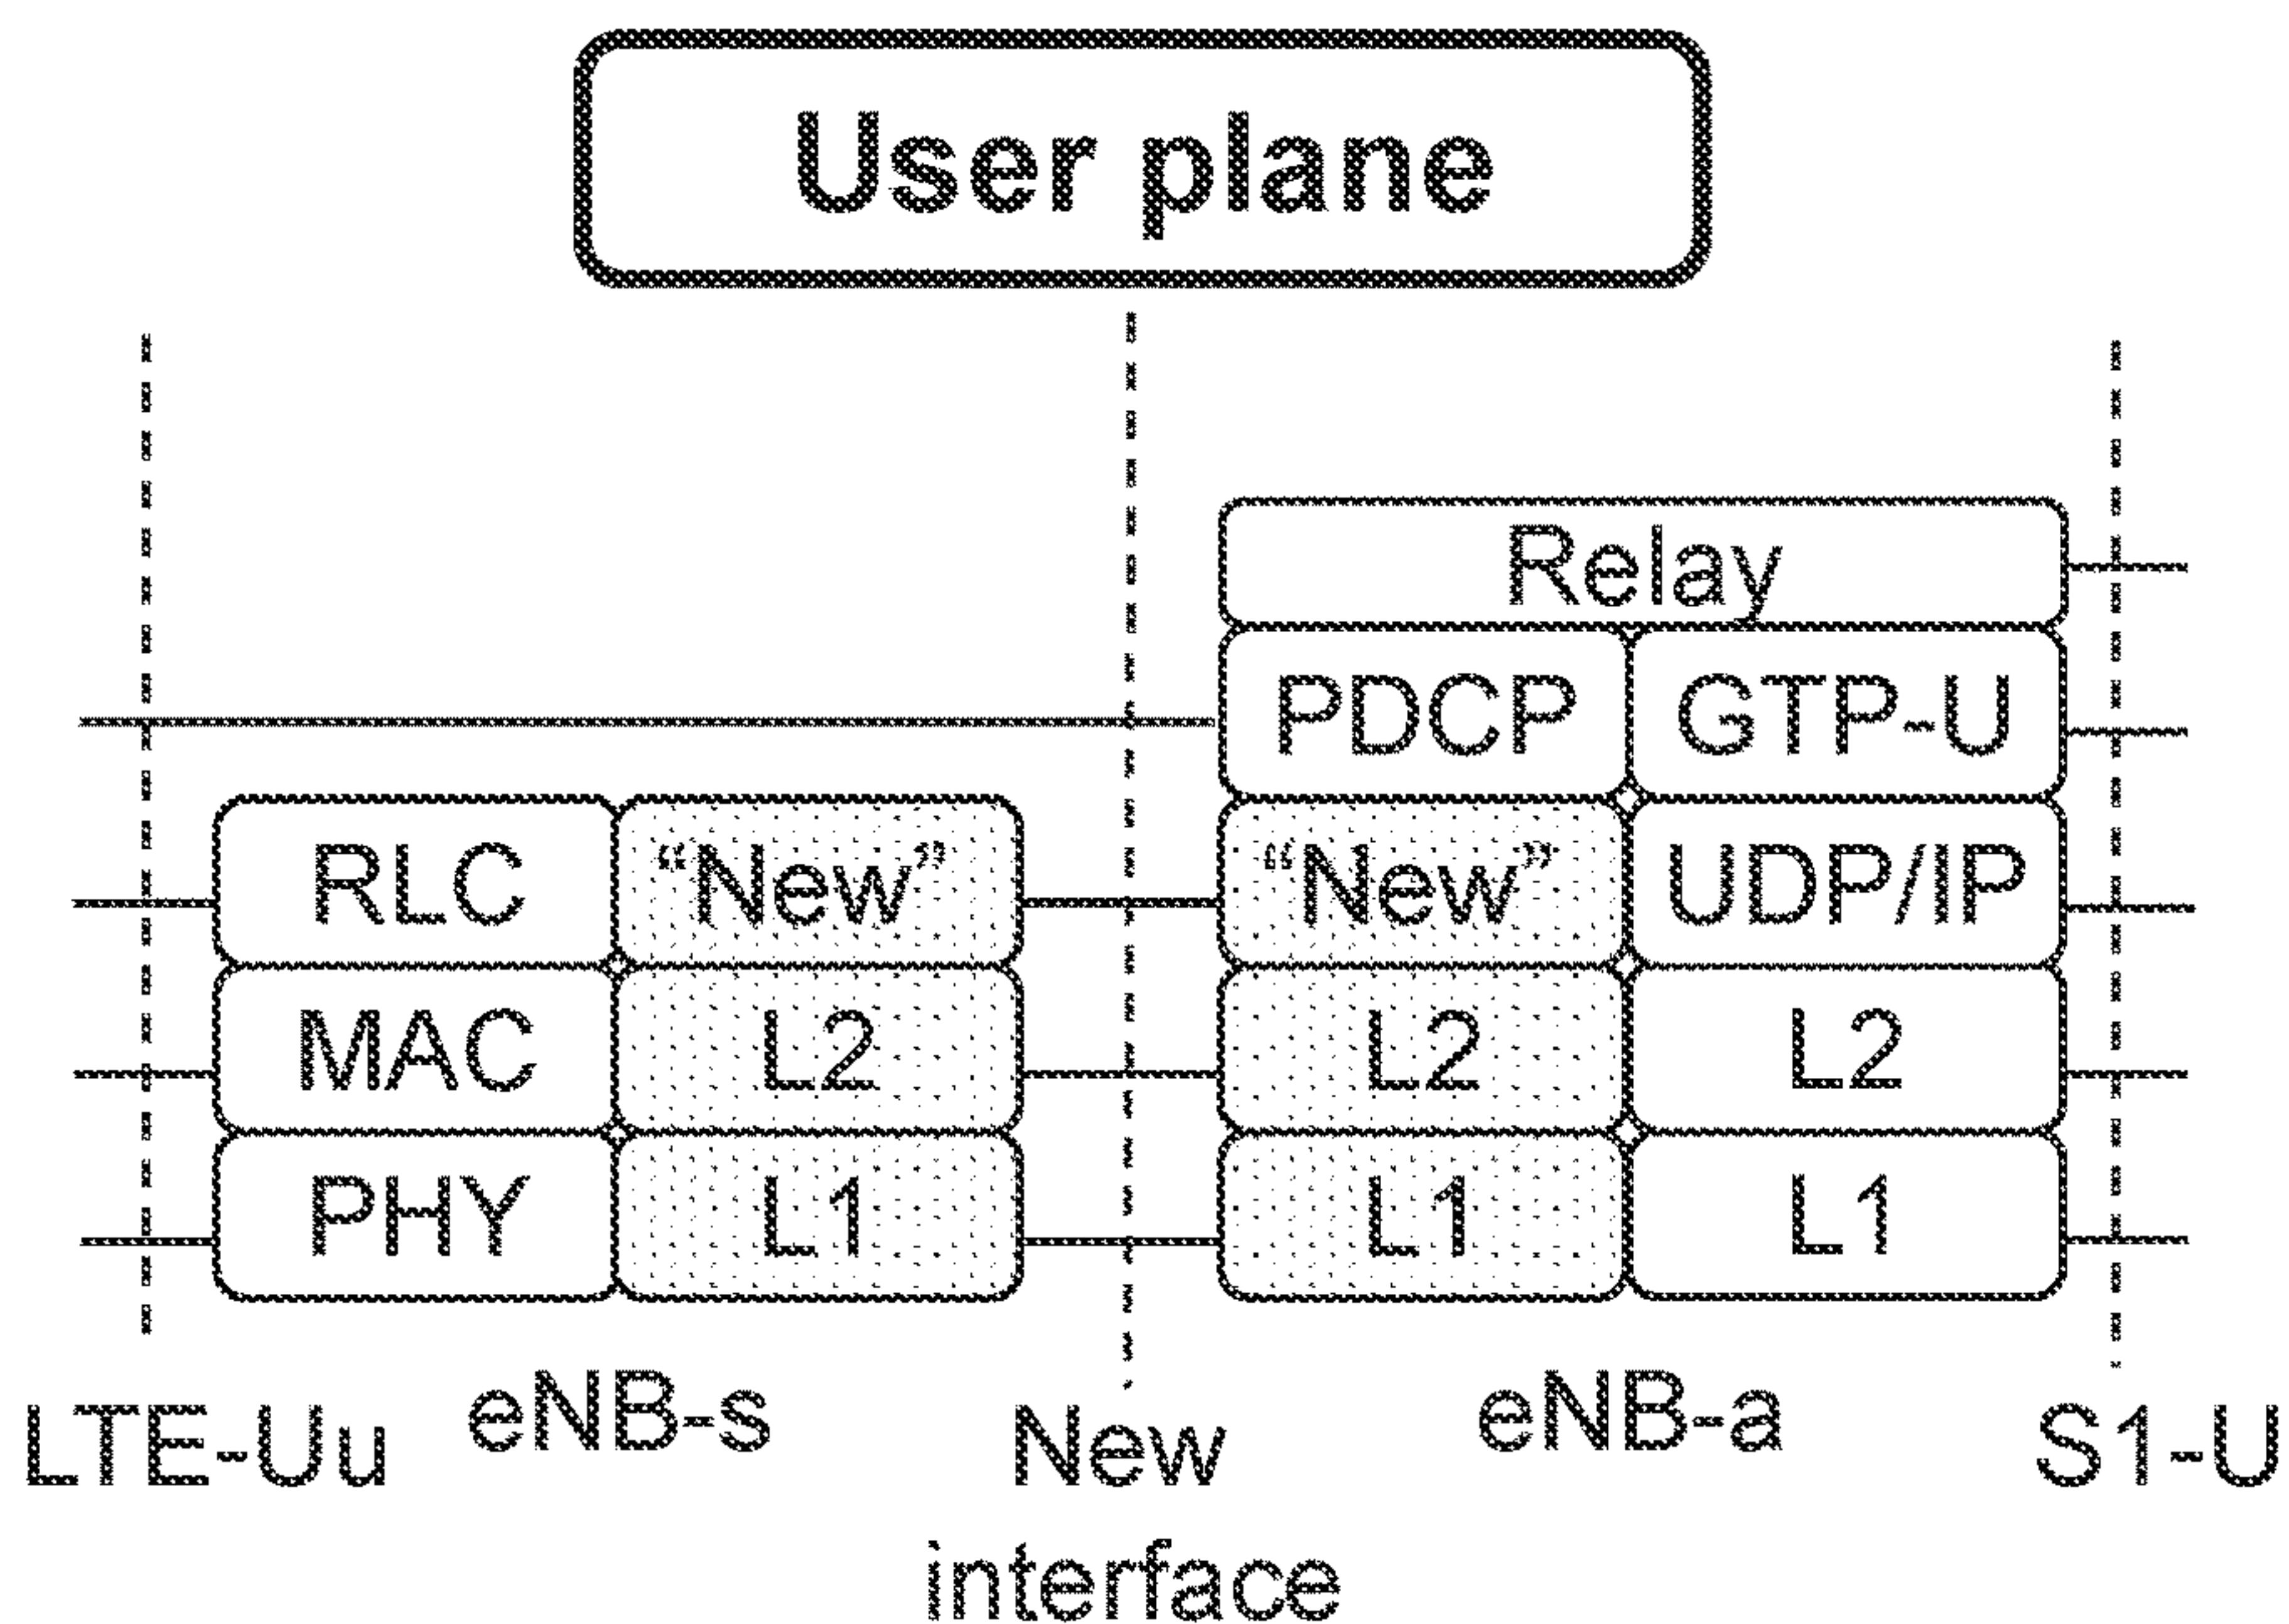 User plane
Relay
PDCP GTP-U
RLC “New” “New” UDP/IP
MAC L2 L2 L2
PHY L1 L1 L1
LTE-Uu eNB-s New interface eNB-a S1-U